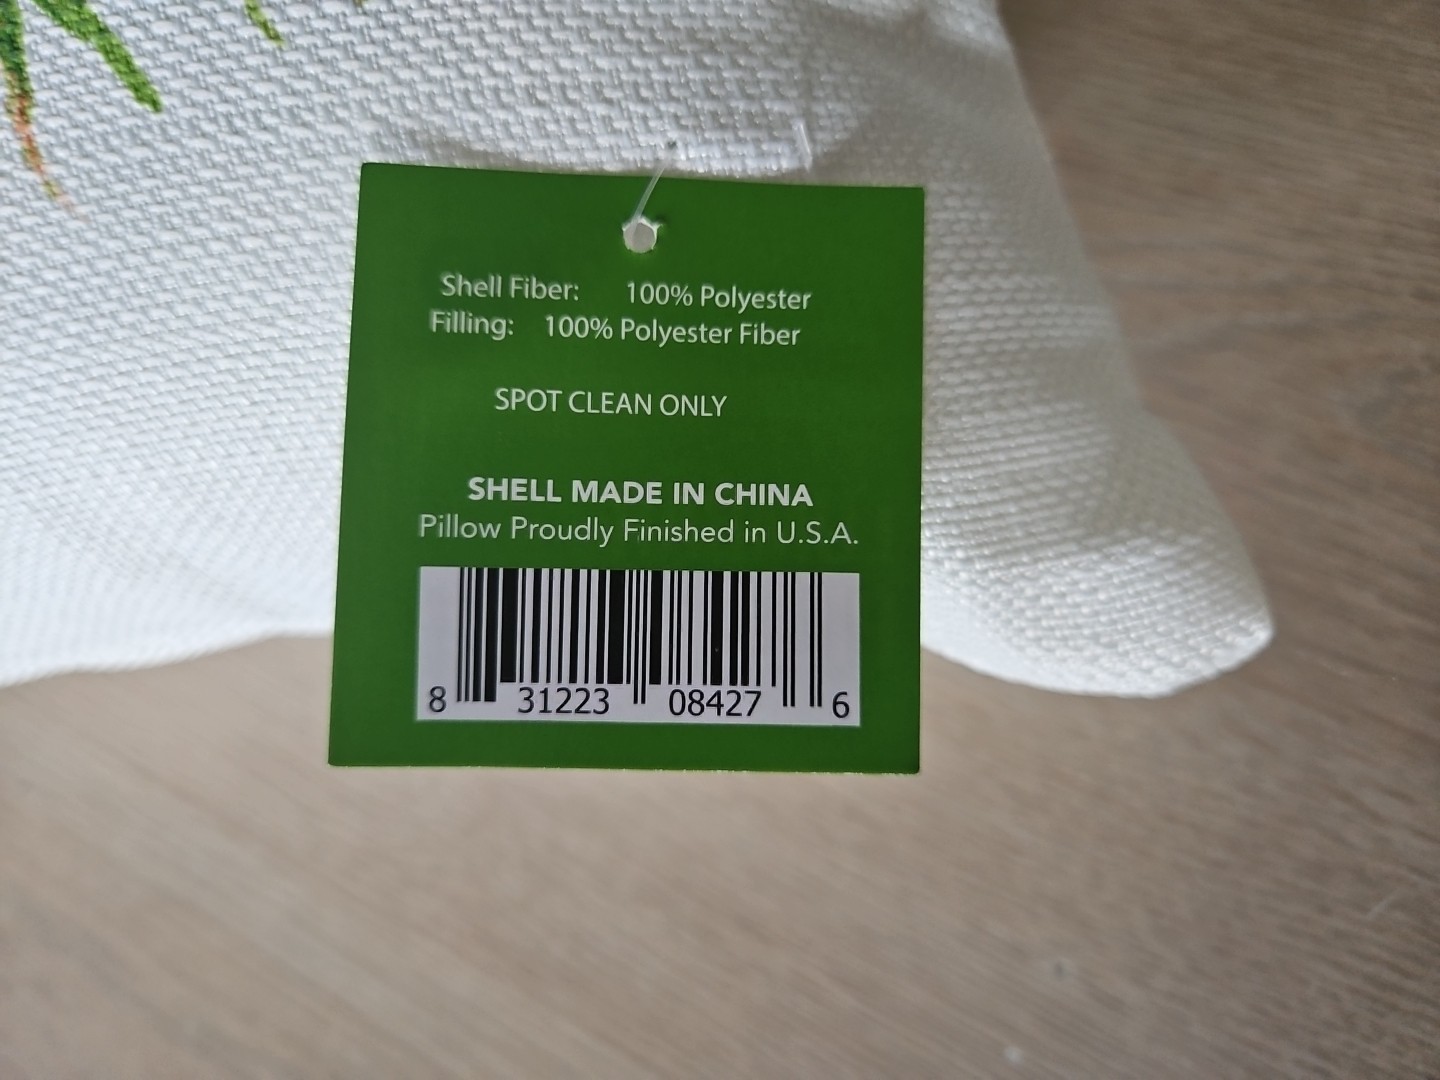 Shell Fiber: 100% Polyester
Filling: 100% Polyester Fiber
SPOT CLEAN ONLY
SHELL MADE IN CHINA
Pillow Proudly Finished in U.S.A.
8 31223 08427 6